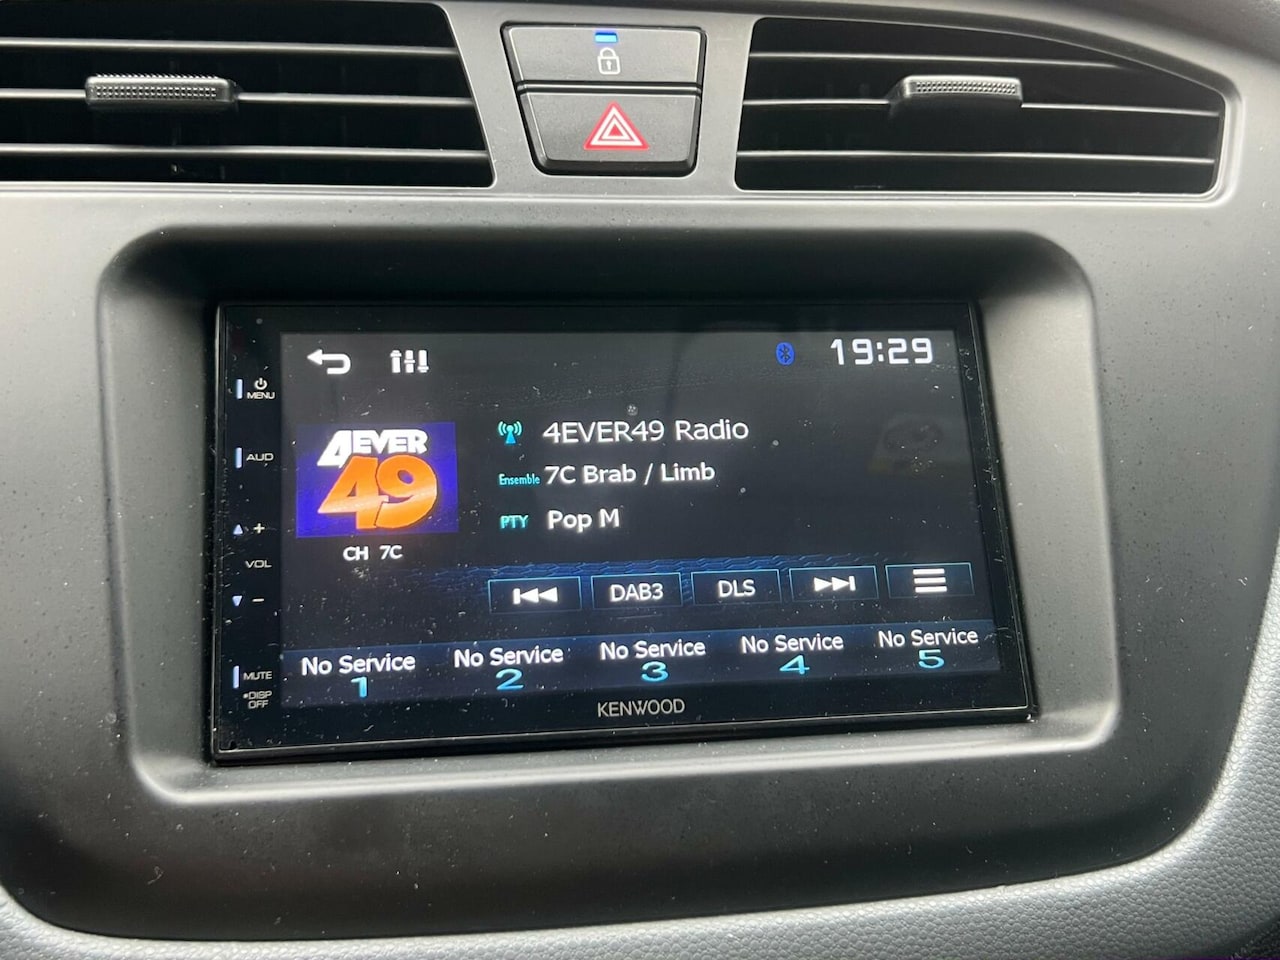 19:29
MENU
4EVER49 Radio
4EVER
49
AUD
Ensemble 7C Brab / Limb
PTY Pop M
CH 7C
+
VOL
DAB3 DLS
−
No Service No Service No Service No Service No Service
1 2 3 4 5
MUTE
•DISP
OFF
KENWOOD